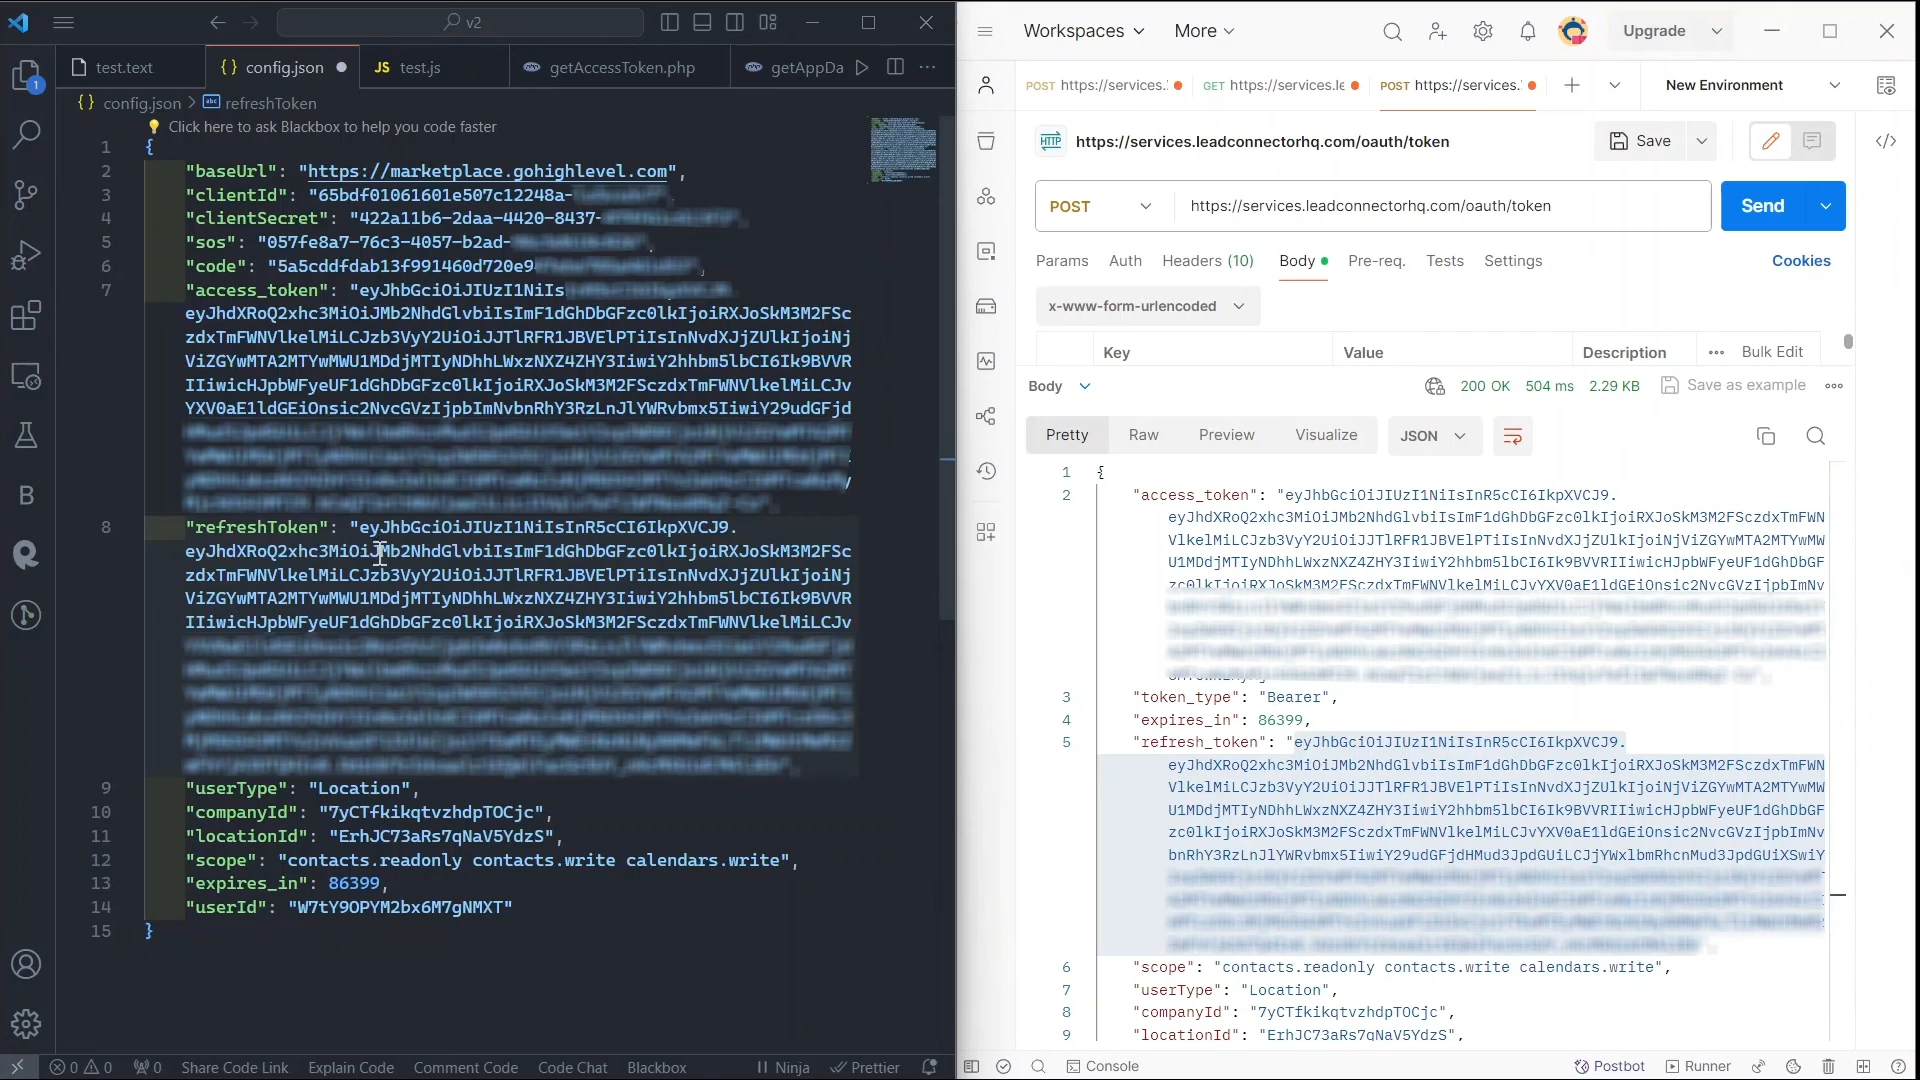 v2
test.text
{} config.json
JS test.js
getAccessToken.php
getAppDa
1
{} config.json > abc refreshToken
Click here to ask Blackbox to help you code faster
1 {
2 "baseUrl": "https://marketplace.gohighlevel.com",
3 "clientId": "65bdf01061601e507c12248a-
4 "clientSecret": "422a11b6-2daa-4420-8437-
5 "sos": "057fe8a7-76c3-4057-b2ad-
6 "code": "5a5cddfdab13f991460d720e9
7 "access_token": "eyJhbGciOiJIUzI1NiIs
eyJhdXRoQ2xhc3MiOiJMb2NhdGlvbiIsImF1dGhDbGFzc0lkIjoiRXJoSkM3M2FSc
zdxTmFWNVlkelMiLCJzb3VyY2UiOiJJTlRFR1JBVElPTiIsInNvdXJjZUlkIjoiNj
ViZGYwMTA2MTYwMWU1MDdjMTIyNDhhLWxzNXZ4ZHY3IiwiY2hhbm5lbCI6Ik9BVVR
IIiwicHJpbWFyeUF1dGhDbGFzc0lkIjoiRXJoSkM3M2FSczdxTmFWNVlkelMiLCJv
YXV0aE1ldGEiOnsic2NvcGVzIjpbImNvbnRhY3RzLnJlYWRvbmx5IiwiY29udGFjd
8 "refreshToken": "eyJhbGciOiJIUzI1NiIsInR5cCI6IkpXVCJ9.
eyJhdXRoQ2xhc3MiOiJMb2NhdGlvbiIsImF1dGhDbGFzc0lkIjoiRXJoSkM3M2FSc
zdxTmFWNVlkelMiLCJzb3VyY2UiOiJJTlRFR1JBVElPTiIsInNvdXJjZUlkIjoiNj
ViZGYwMTA2MTYwMWU1MDdjMTIyNDhhLWxzNXZ4ZHY3IiwiY2hhbm5lbCI6Ik9BVVR
IIiwicHJpbWFyeUF1dGhDbGFzc0lkIjoiRXJoSkM3M2FSczdxTmFWNVlkelMiLCJv
9 "userType": "Location",
10 "companyId": "7yCTfkikqtvzhdpTOCjc",
11 "locationId": "ErhJC73aRs7qNaV5YdzS",
12 "scope": "contacts.readonly contacts.write calendars.write",
13 "expires_in": 86399,
14 "userId": "W7tY9OPYM2bx6M7gNMXT"
15 }
0 0 0 Share Code Link Explain Code Comment Code Code Chat Blackbox Ninja Prettier
Workspaces More Upgrade
POST https://services. GET https://services.le POST https://services. New Environment
HTTP https://services.leadconnectorhq.com/oauth/token Save
POST https://services.leadconnectorhq.com/oauth/token Send
Params Auth Headers (10) Body Pre-req. Tests Settings Cookies
x-www-form-urlencoded
Key Value Description Bulk Edit
Body 200 OK 504 ms 2.29 KB Save as example
Pretty Raw Preview Visualize JSON
1 {
2 "access_token": "eyJhbGciOiJIUzI1NiIsInR5cCI6IkpXVCJ9.
eyJhdXRoQ2xhc3MiOiJMb2NhdGlvbiIsImF1dGhDbGFzc0lkIjoiRXJoSkM3M2FSczdxTmFWN
VlkelMiLCJzb3VyY2UiOiJJTlRFR1JBVElPTiIsInNvdXJjZUlkIjoiNjViZGYwMTA2MTYwMW
U1MDdjMTIyNDhhLWxzNXZ4ZHY3IiwiY2hhbm5lbCI6Ik9BVVRIIiwicHJpbWFyeUF1dGhDbGF
zc0lkIjoiRXJoSkM3M2FSczdxTmFWNVlkelMiLCJvYXV0aE1ldGEiOnsic2NvcGVzIjpbImNv
3 "token_type": "Bearer",
4 "expires_in": 86399,
5 "refresh_token": "eyJhbGciOiJIUzI1NiIsInR5cCI6IkpXVCJ9.
eyJhdXRoQ2xhc3MiOiJMb2NhdGlvbiIsImF1dGhDbGFzc0lkIjoiRXJoSkM3M2FSczdxTmFWN
VlkelMiLCJzb3VyY2UiOiJJTlRFR1JBVElPTiIsInNvdXJjZUlkIjoiNjViZGYwMTA2MTYwMW
U1MDdjMTIyNDhhLWxzNXZ4ZHY3IiwiY2hhbm5lbCI6Ik9BVVRIIiwicHJpbWFyeUF1dGhDbGF
zc0lkIjoiRXJoSkM3M2FSczdxTmFWNVlkelMiLCJvYXV0aE1ldGEiOnsic2NvcGVzIjpbImNv
bnRhY3RzLnJlYWRvbmx5IiwiY29udGFjdHMud3JpdGUiLCJjYWxlbmRhcnMud3JpdGUiXSwiY
6 "scope": "contacts.readonly contacts.write calendars.write",
7 "userType": "Location",
8 "companyId": "7yCTfkikqtvzhdpTOCjc",
9 "locationId": "ErhJC73aRs7qNaV5YdzS",
Console Postbot Runner